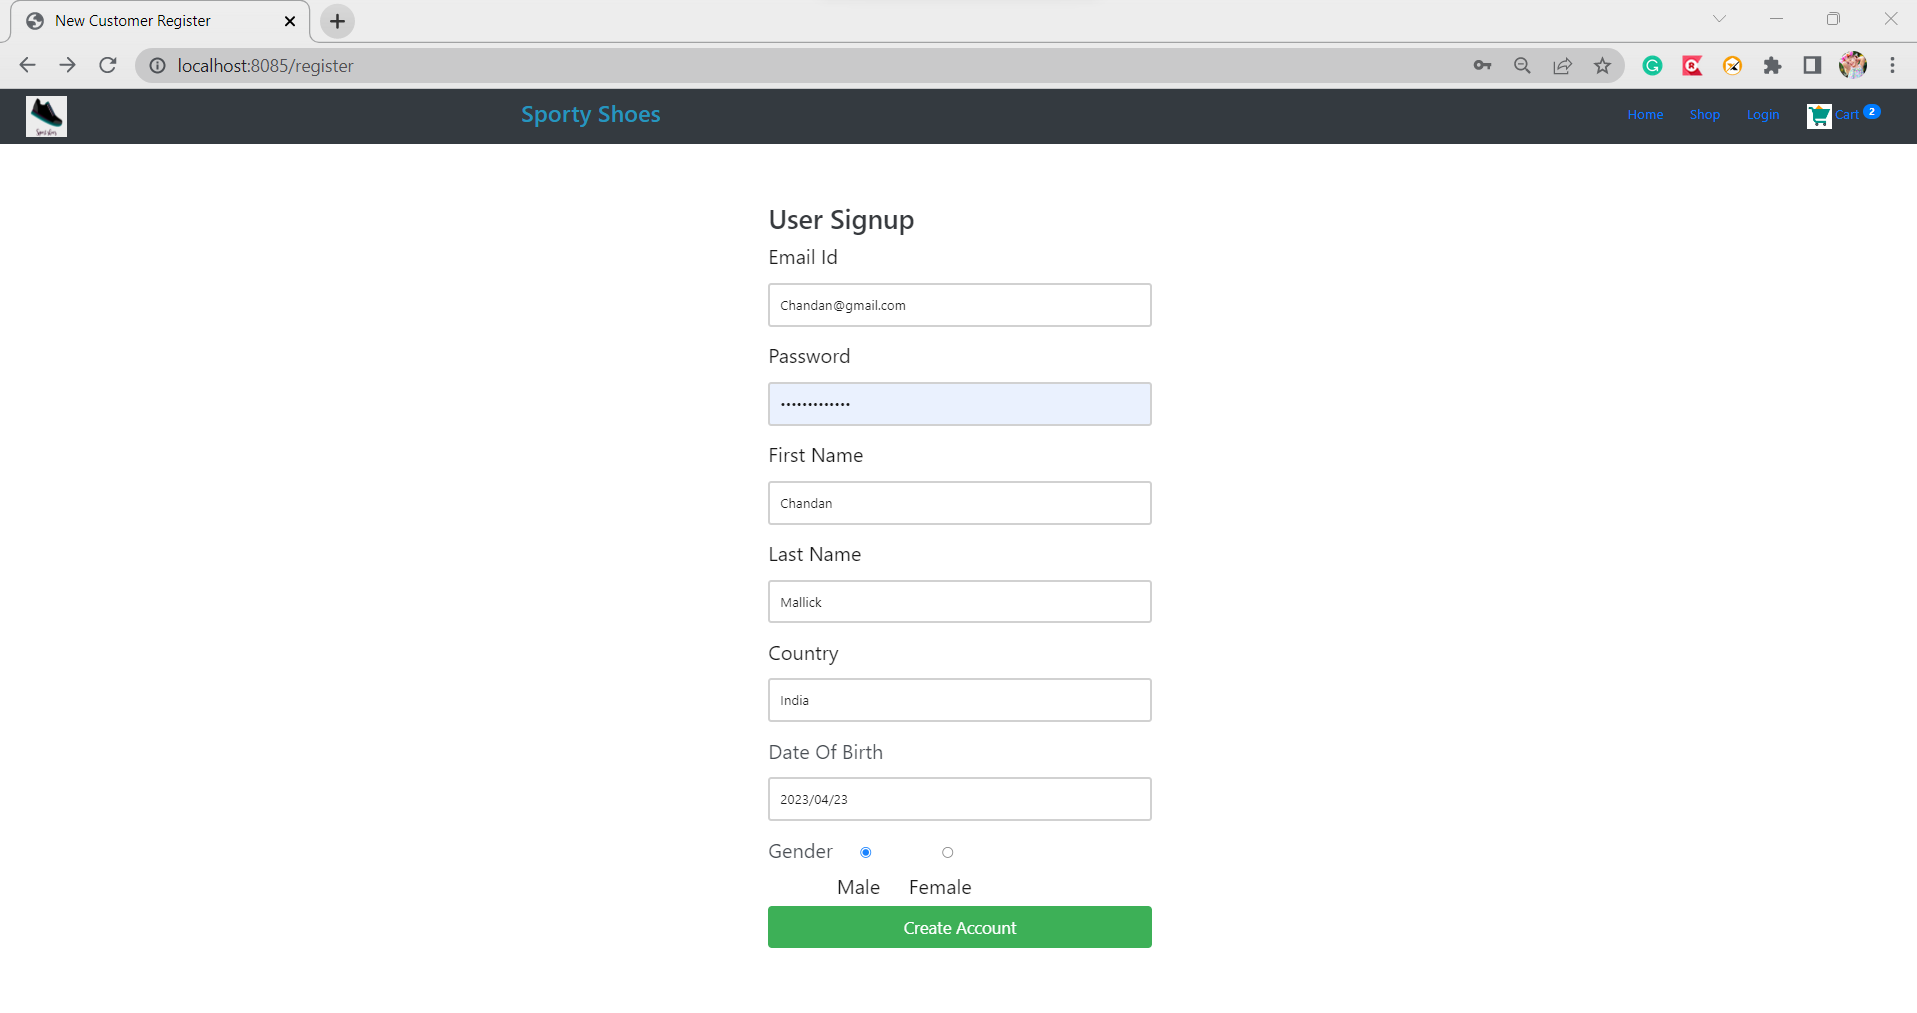 New Customer Register
localhost:8085/register
Sporty Shoes
Home Shop Login Cart 2
User Signup
Email Id
Chandan@gmail.com
Password
•••••••••••••
First Name
Chandan
Last Name
Mallick
Country
India
Date Of Birth
2023/04/23
Gender
Male Female
Create Account